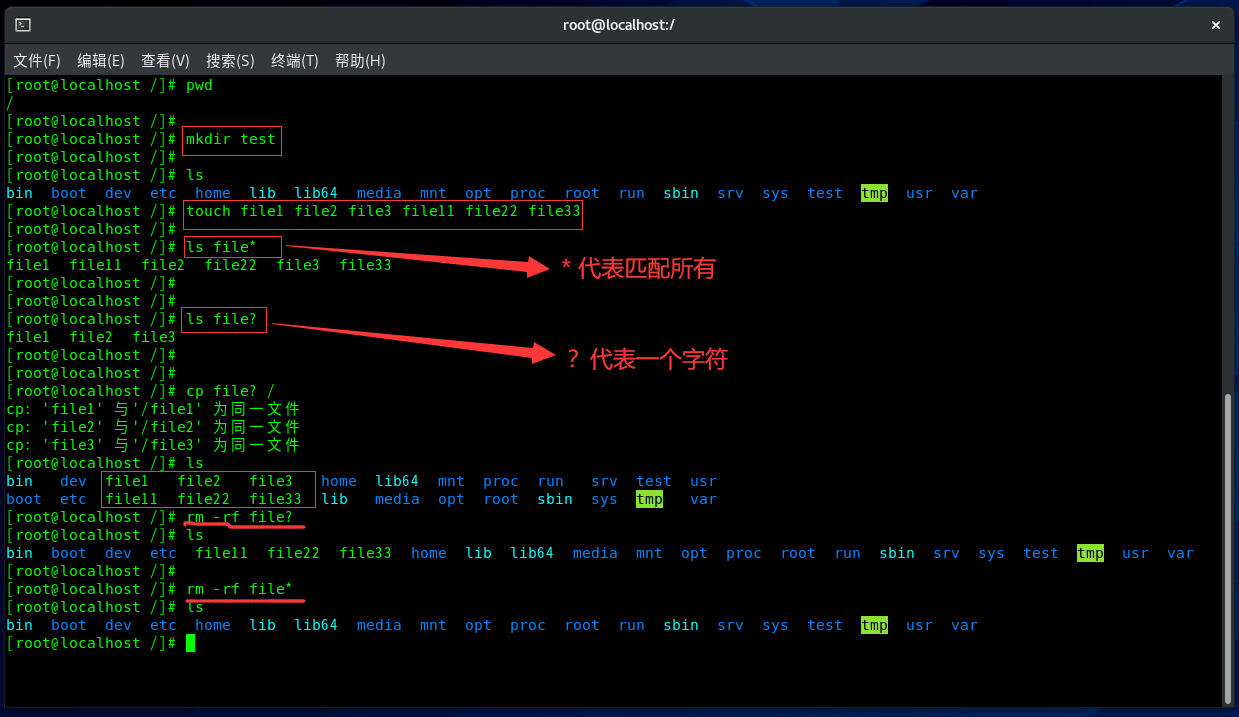 root@localhost:/
文件(F) 编辑(E) 查看(V) 搜索(S) 终端(T) 帮助(H)
[root@localhost /]# pwd
/
[root@localhost /]#
[root@localhost /]# mkdir test
[root@localhost /]#
[root@localhost /]# ls
bin boot dev etc home lib lib64 media mnt opt proc root run sbin srv sys test tmp usr var
[root@localhost /]# touch file1 file2 file3 file11 file22 file33
[root@localhost /]#
[root@localhost /]# ls file*
file1 file11 file2 file22 file3 file33
* 代表匹配所有
[root@localhost /]#
[root@localhost /]#
[root@localhost /]# ls file?
file1 file2 file3
[root@localhost /]#
? 代表一个字符
[root@localhost /]#
[root@localhost /]# cp file? /
cp: 'file1' 与'/file1' 为同一文件
cp: 'file2' 与'/file2' 为同一文件
cp: 'file3' 与'/file3' 为同一文件
[root@localhost /]# ls
bin dev file1 file2 file3 home lib64 mnt proc run srv test usr
boot etc file11 file22 file33 lib media opt root sbin sys tmp var
[root@localhost /]# rm -rf file?
[root@localhost /]# ls
bin boot dev etc file11 file22 file33 home lib lib64 media mnt opt proc root run sbin srv sys test tmp usr var
[root@localhost /]#
[root@localhost /]# rm -rf file*
[root@localhost /]# ls
bin boot dev etc home lib lib64 media mnt opt proc root run sbin srv sys test tmp usr var
[root@localhost /]#